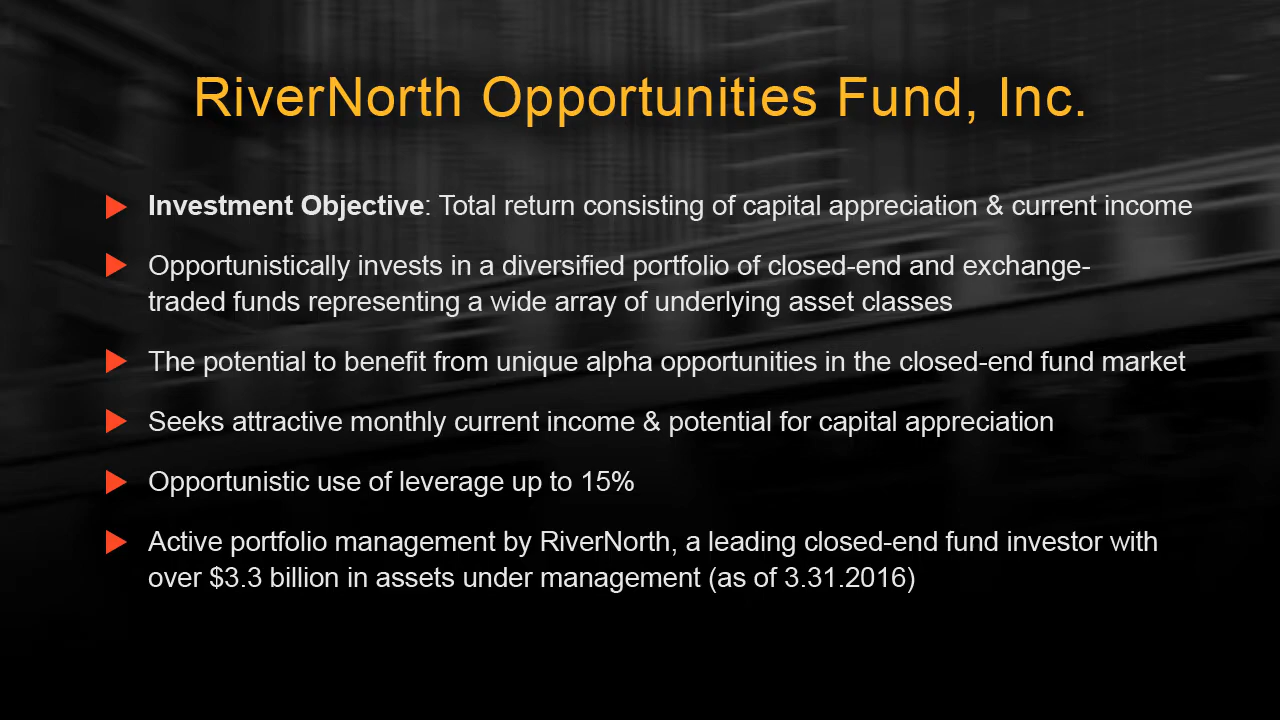 RiverNorth Opportunities Fund, Inc.
Investment Objective: Total return consisting of capital appreciation & current income
Opportunistically invests in a diversified portfolio of closed-end and exchange-
traded funds representing a wide array of underlying asset classes
The potential to benefit from unique alpha opportunities in the closed-end fund market
Seeks attractive monthly current income & potential for capital appreciation
Opportunistic use of leverage up to 15%
Active portfolio management by RiverNorth, a leading closed-end fund investor with
over $3.3 billion in assets under management (as of 3.31.2016)